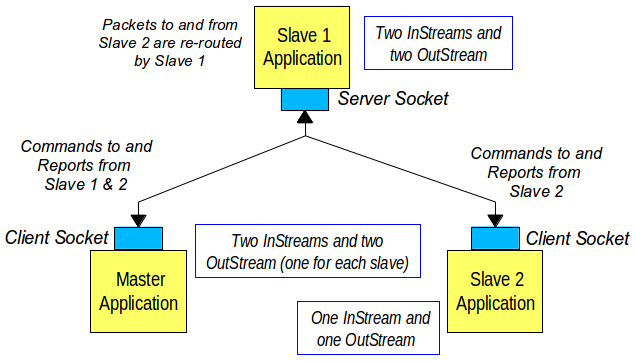 Packets to and from
Slave 2 are re-routed
by Slave 1
Slave 1
Application
Two InStreams and
two OutStream
Server Socket
Commands to and
Reports from
Slave 1 & 2
Commands to and
Reports from
Slave 2
Client Socket
Two InStreams and two
OutStream (one for each slave)
Client Socket
Master
Application
Slave 2
Application
One InStream and
one OutStream